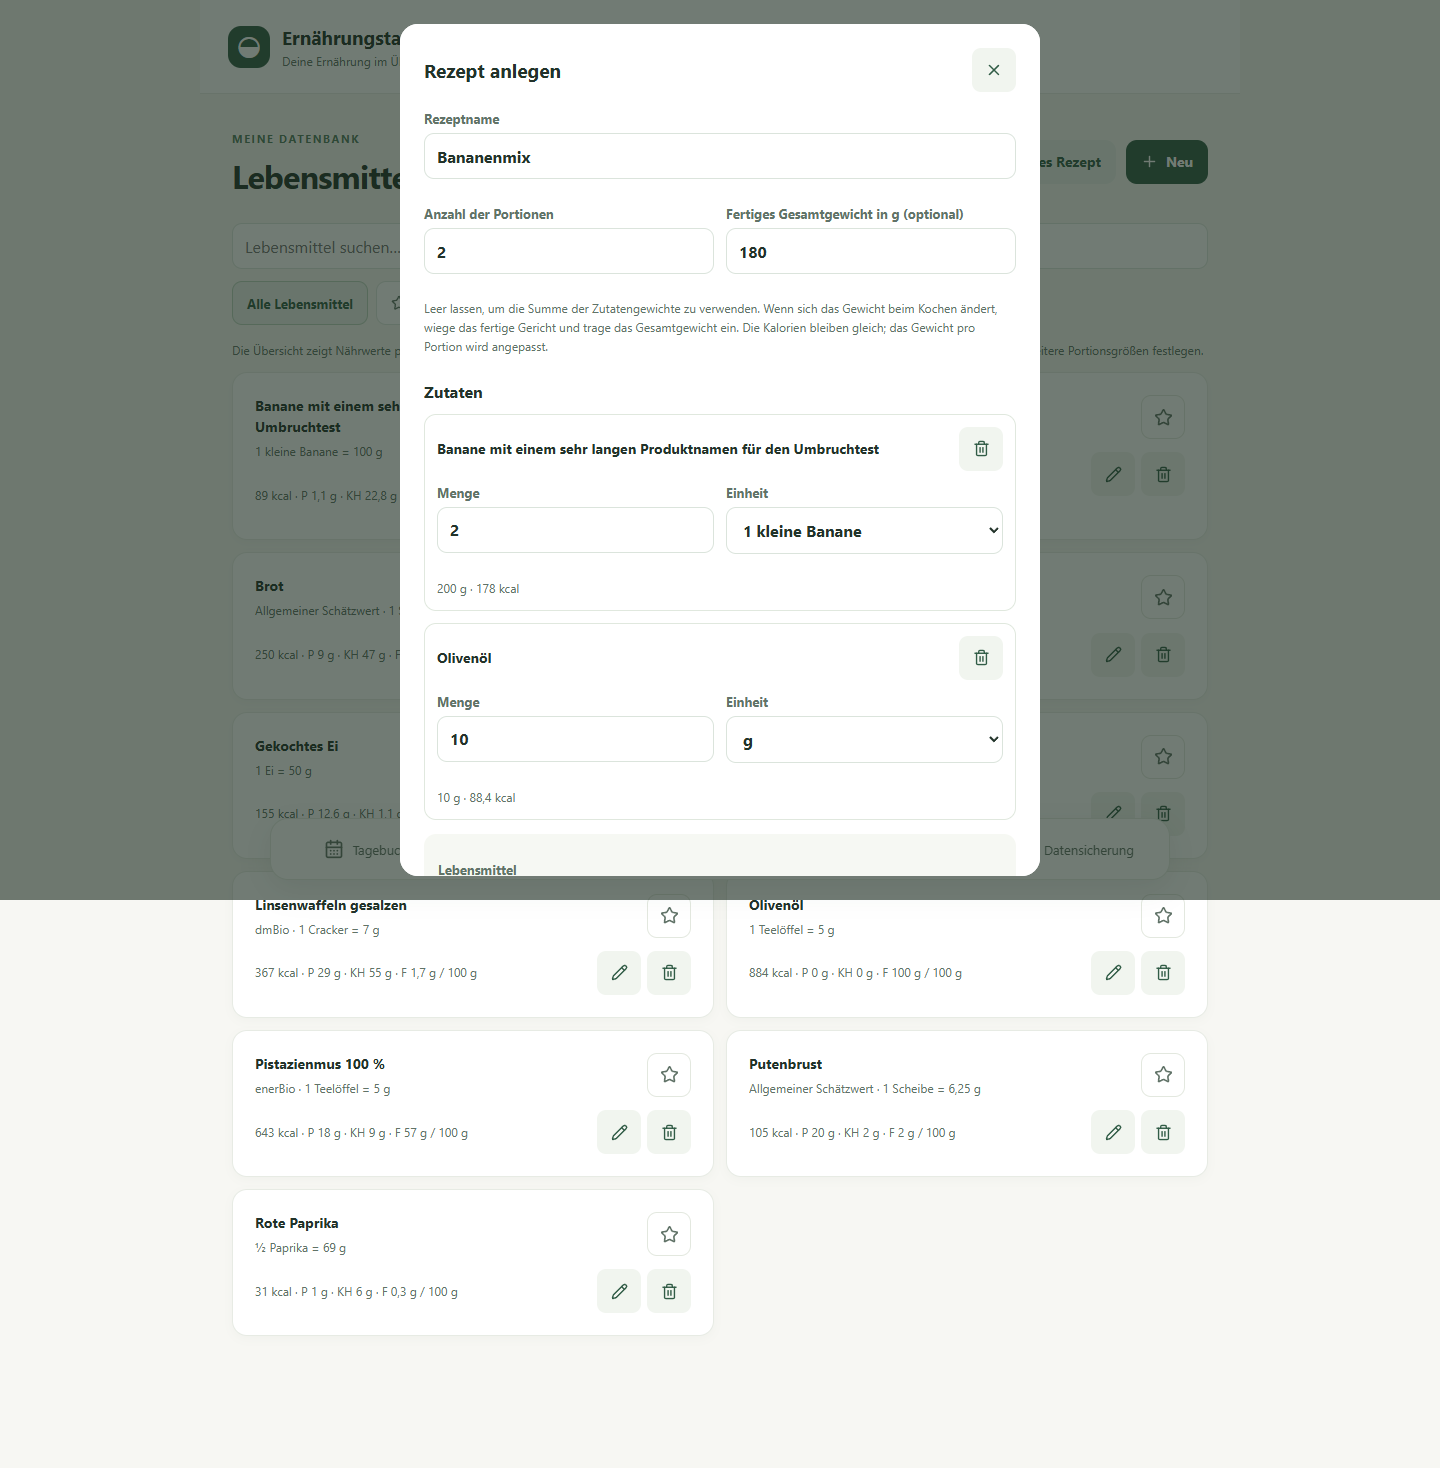 Ernährungsta
Deine Ernährung im Ü
MEINE DATENBANK
Lebensmitte
es Rezept
Neu
Lebensmittel suchen...
Alle Lebensmittel
Die Übersicht zeigt Nährwerte p
eitere Portionsgrößen festlegen.
Banane mit einem seh
Umbruchtest
1 kleine Banane = 100 g
89 kcal · P 1,1 g · KH 22,8 g
Brot
Allgemeiner Schätzwert · 1 S
250 kcal · P 9 g · KH 47 g · F
Gekochtes Ei
1 Ei = 50 g
155 kcal · P 12,6 g · KH 1,1 g
Tagebuc
Datensicherung
Rezept anlegen
Rezeptname
Bananenmix
Anzahl der Portionen
Fertiges Gesamtgewicht in g (optional)
2
180
Leer lassen, um die Summe der Zutatengewichte zu verwenden. Wenn sich das Gewicht beim Kochen ändert,
wiege das fertige Gericht und trage das Gesamtgewicht ein. Die Kalorien bleiben gleich; das Gewicht pro
Portion wird angepasst.
Zutaten
Banane mit einem sehr langen Produktnamen für den Umbruchtest
Menge
Einheit
2
1 kleine Banane
200 g · 178 kcal
Olivenöl
Menge
Einheit
10
g
10 g · 88,4 kcal
Lebensmittel
Linsenwaffeln gesalzen
dmBio · 1 Cracker = 7 g
367 kcal · P 29 g · KH 55 g · F 1,7 g / 100 g
Olivenöl
1 Teelöffel = 5 g
884 kcal · P 0 g · KH 0 g · F 100 g / 100 g
Pistazienmus 100 %
enerBio · 1 Teelöffel = 5 g
643 kcal · P 18 g · KH 9 g · F 57 g / 100 g
Putenbrust
Allgemeiner Schätzwert · 1 Scheibe = 6,25 g
105 kcal · P 20 g · KH 2 g · F 2 g / 100 g
Rote Paprika
½ Paprika = 69 g
31 kcal · P 1 g · KH 6 g · F 0,3 g / 100 g